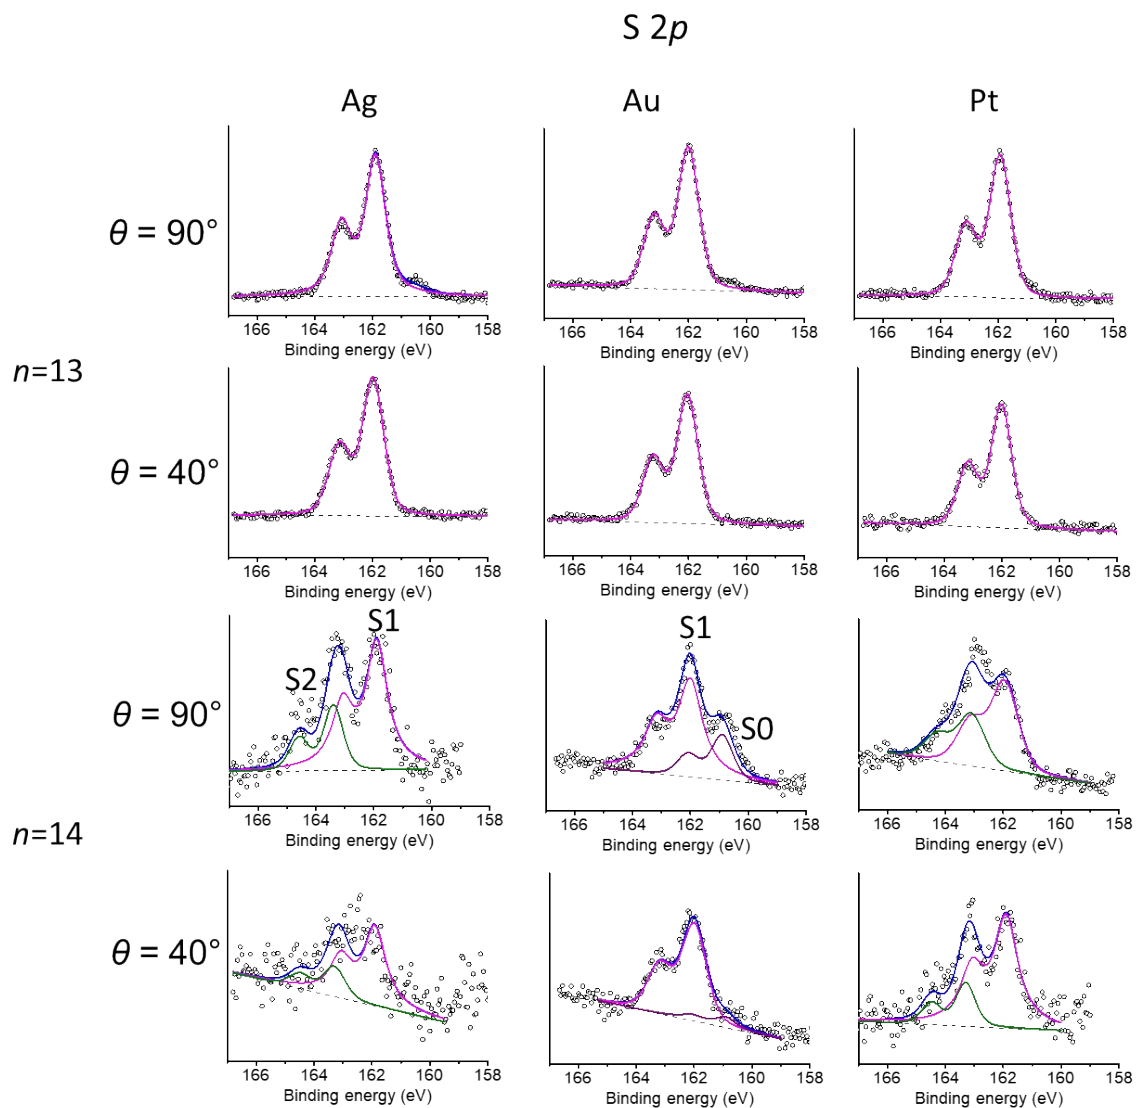 S 2p
Ag Au Pt
θ = 90°
166 164 162 160 158 166 164 162 160 158 166 164 162 160 158
Binding energy (eV) Binding energy (eV) Binding energy (eV)
n=13
θ = 40°
166 164 162 160 158 166 164 162 160 158 166 164 162 160 158
Binding energy (eV) Binding energy (eV) Binding energy (eV)
S1 S1
S2
θ = 90° S0
166 164 162 160 158 166 164 162 160 158 166 164 162 160 158
Binding energy (eV) Binding energy (eV) Binding energy (eV)
n=14
θ = 40°
166 164 162 160 158 166 164 162 160 158 166 164 162 160 158
Binding energy (eV) Binding energy (eV) Binding energy (eV)